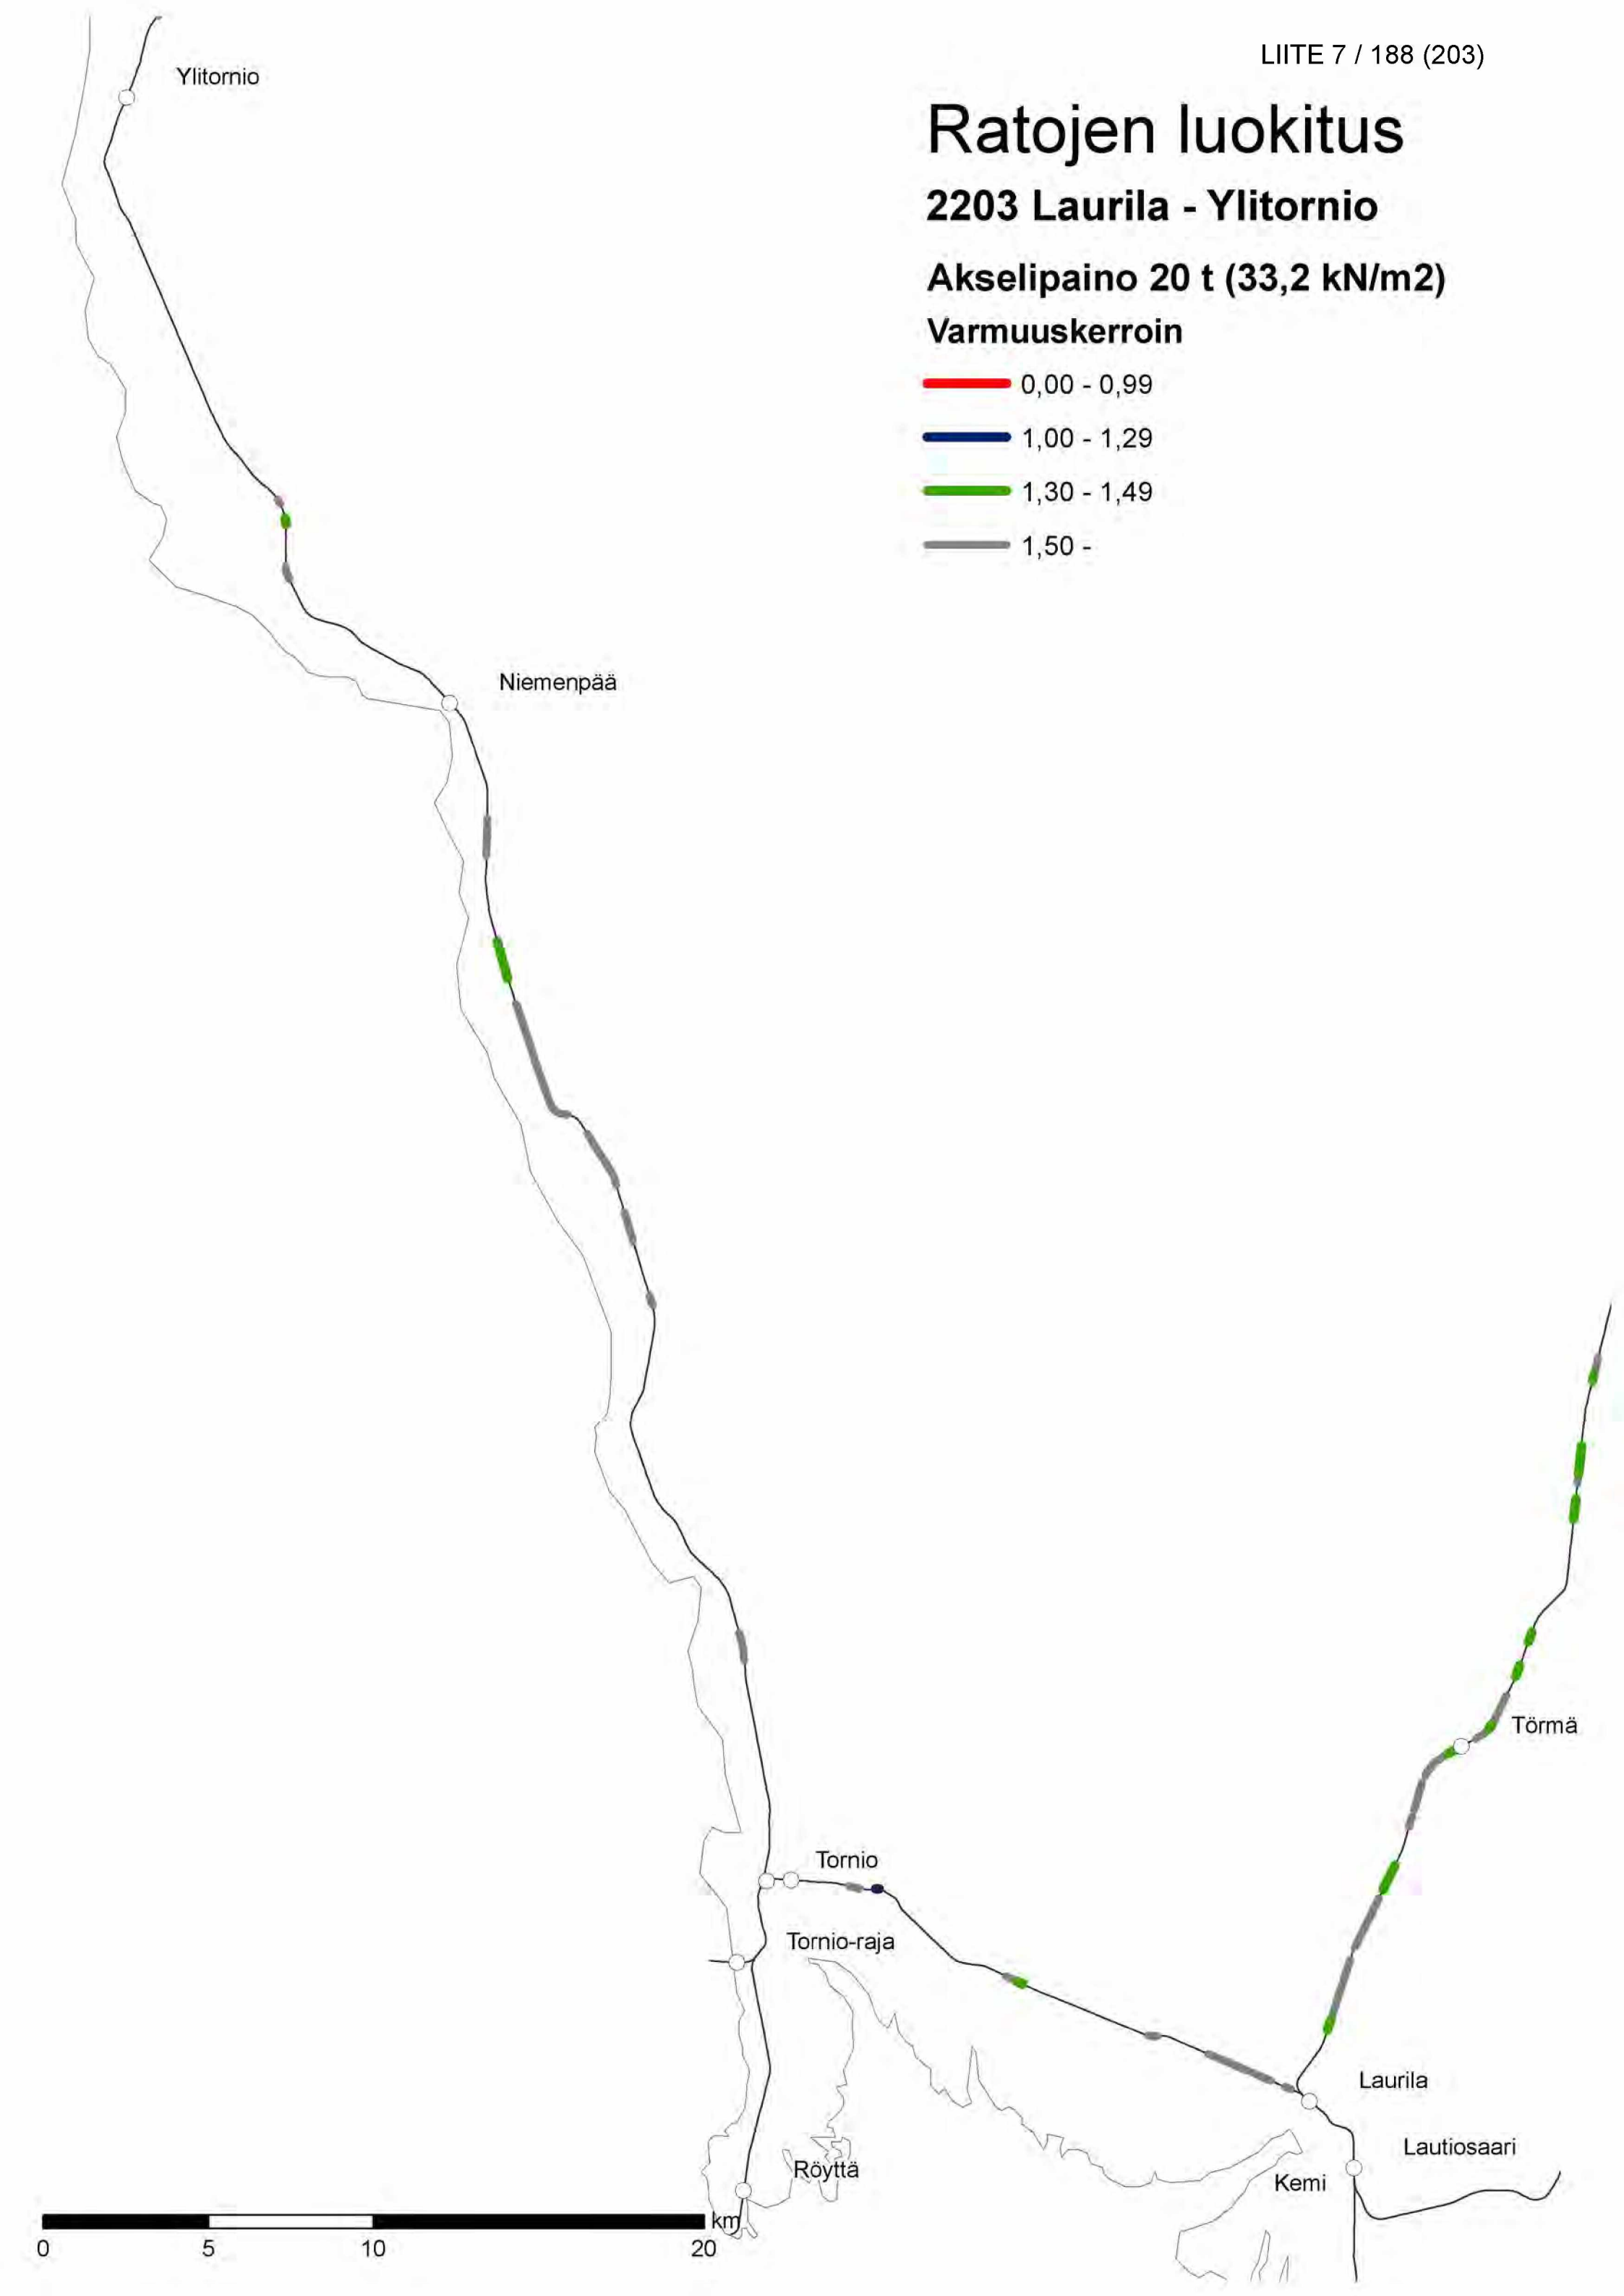 LIITE 7 / 188 (203)
Ratojen luokitus
2203 Laurila - Ylitornio
Akselipaino 20 t (33,2 kN/m2)
Varmuuskerroin
0,00 - 0,99
1,00 - 1,29
1,30 - 1,49
1,50 -
Ylitornio
Niemenpää
Törmä
Tornio
Tornio-raja
Laurila
Lautiosaari
Röyttä
Kemi
km
0 5 10 20